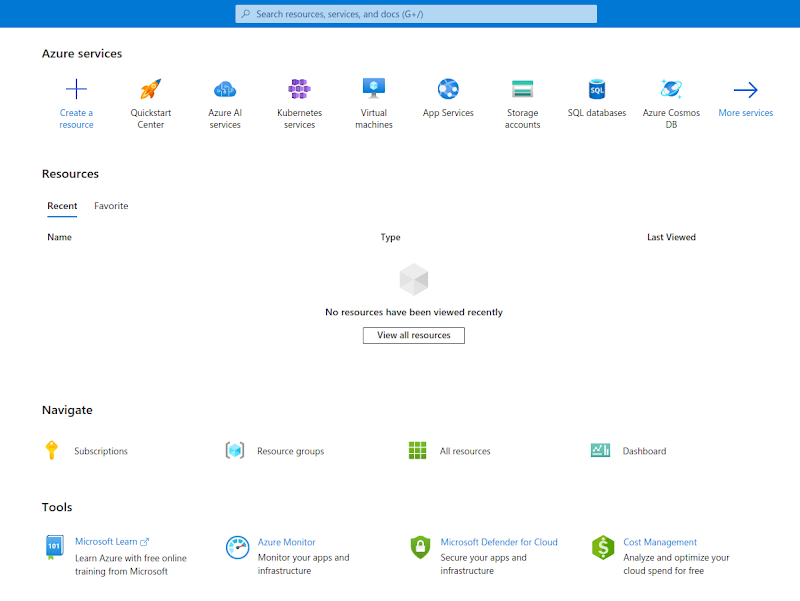 Search resources, services, and docs (G+/)
Azure services
Create a resource
Quickstart Center
Azure AI services
Kubernetes services
Virtual machines
App Services
Storage accounts
SQL
SQL databases
Azure Cosmos DB
More services
Resources
Recent
Favorite
Name
Type
Last Viewed
No resources have been viewed recently
View all resources
Navigate
Subscriptions
Resource groups
All resources
Dashboard
Tools
101
Microsoft Learn
Learn Azure with free online
training from Microsoft
Azure Monitor
Monitor your apps and
infrastructure
Microsoft Defender for Cloud
Secure your apps and
infrastructure
$
Cost Management
Analyze and optimize your
cloud spend for free